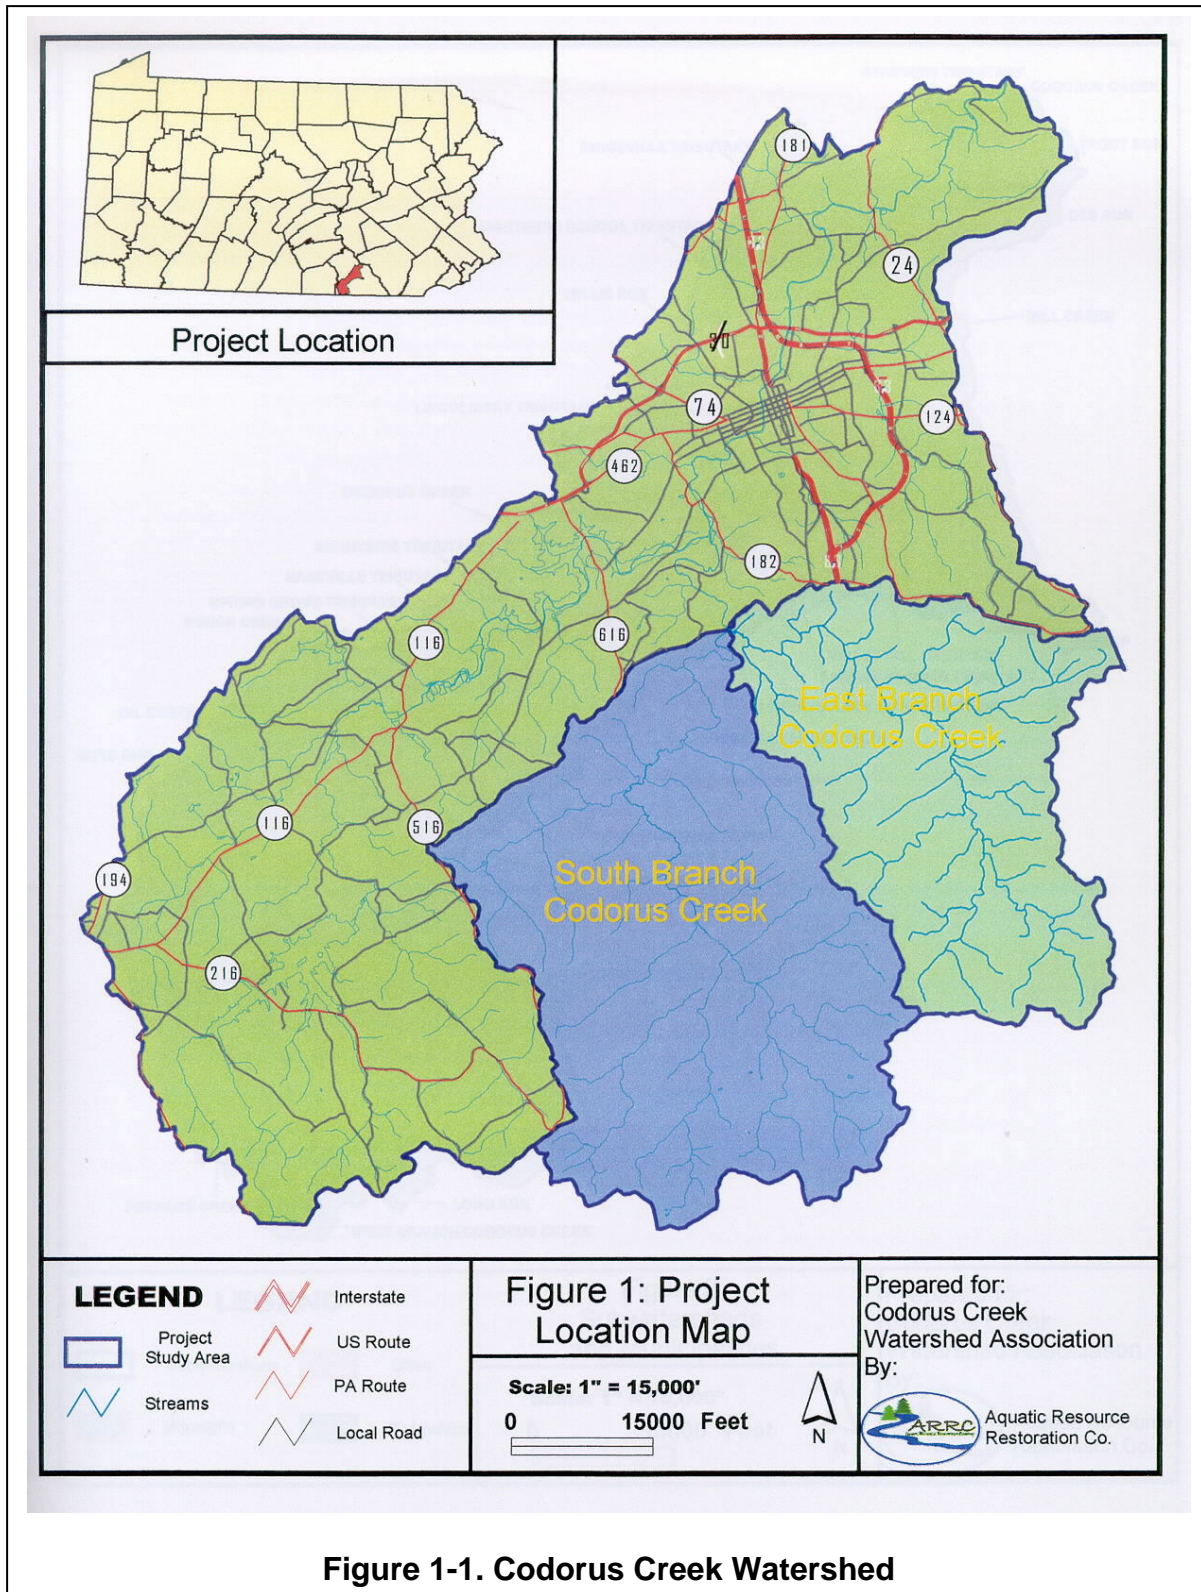 Project Location
181
24
30
74
124
462
182
616
116
East Branch
Codorus Creek
116
516
South Branch
Codorus Creek
194
216
LEGEND
Project
Study Area
Streams
Interstate
US Route
PA Route
Local Road
Figure 1: Project
Location Map
Scale: 1" = 15,000'
0 15000 Feet
N
Prepared for:
Codorus Creek
Watershed Association
By:
ARRC
Aquatic Resource
Restoration Co.
Figure 1-1. Codorus Creek Watershed